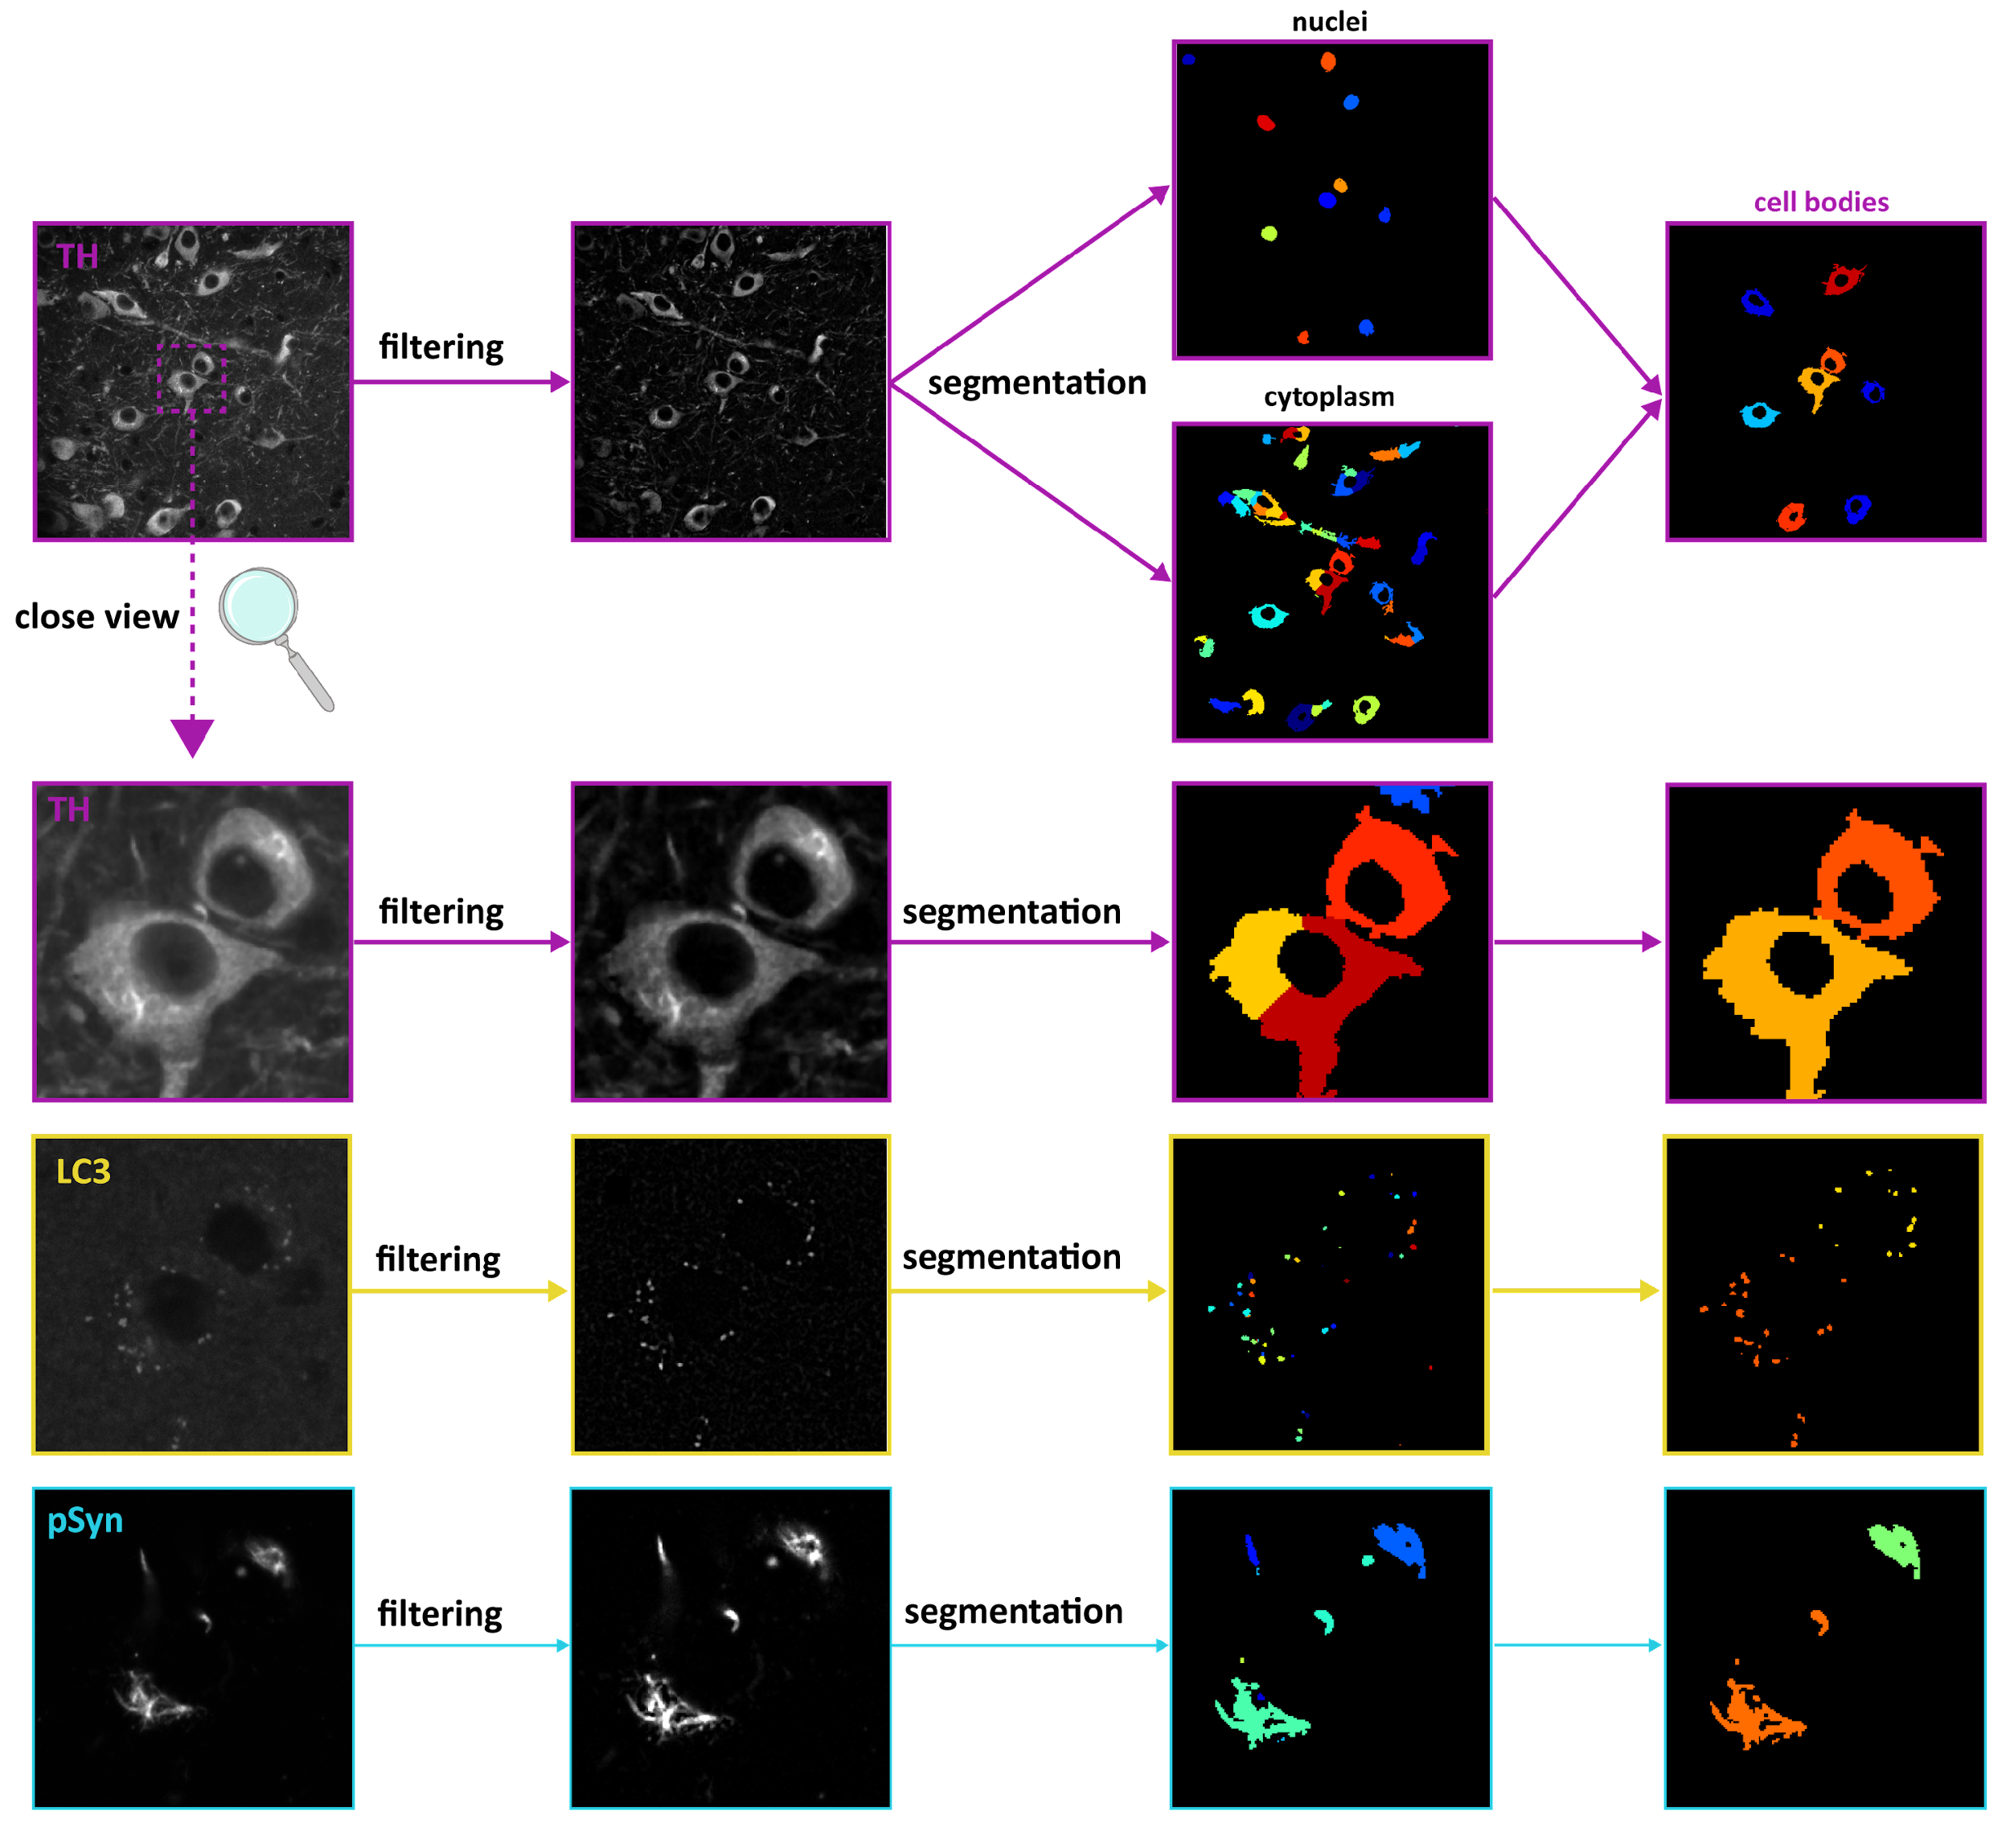 nuclei
cell bodies
TH
filtering
segmentation
cytoplasm
close view
TH
filtering
segmentation
LC3
filtering
segmentation
pSyn
filtering
segmentation